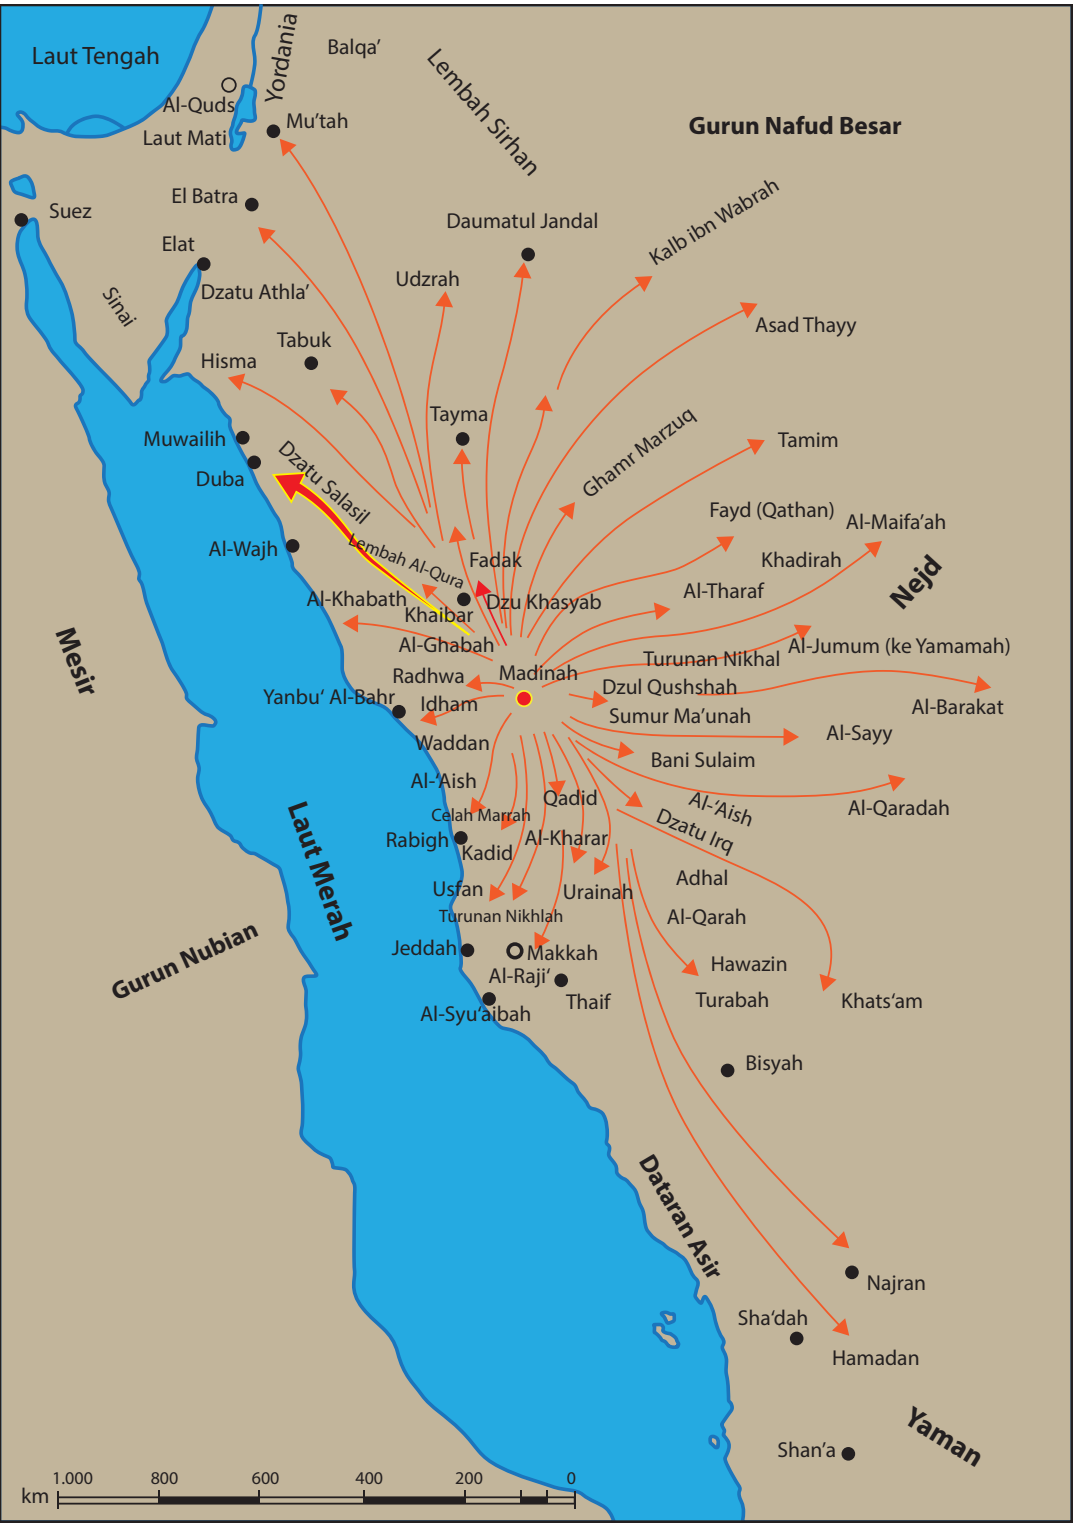 Laut Tengah
Yordania
Balqa’
Lembah Sirhan
Al-Quds
Laut Mati
Mu’tah
Gurun Nafud Besar
El Batra
Suez
Daumatul Jandal
Kalb ibn Wabrah
Elat
Udzrah
Dzatu Athla’
Sinai
Asad Thayy
Tabuk
Hisma
Tayma
Ghamr Marzuq
Tamim
Muwailih
Duba
Dzatu Salasil
Fayd (Qathan)
Al-Maifa’ah
Al-Wajh
Lembah Al-Qura
Fadak
Khadirah
Nejd
Al-Tharaf
Al-Khabath
Khaibar
Dzu Khasyab
Al-Ghabah
Mesir
Turunan Nikhal
Al-Jumum (ke Yamamah)
Radhwa
Madinah
Dzul Qushshah
Yanbu‘ Al-Bahr
Idham
Al-Barakat
Sumur Ma’unah
Waddan
Al-Sayy
Bani Sulaim
Al-‘Aish
Qadid
Al-‘Aish
Al-Qaradah
Celah Marrah
Dzatu Irq
Laut Merah
Rabigh
Kadid
Al-Kharar
Adhal
Usfan
Urainah
Turunan Nikhlah
Al-Qarah
Gurun Nubian
Jeddah
Makkah
Hawazin
Al-Raji‘
Thaif
Turabah
Khats‘am
Al-Syu‘aibah
Bisyah
Dataran Asir
Najran
Sha‘dah
Hamadan
Yaman
Shan’a
1.000 800 600 400 200 0
km